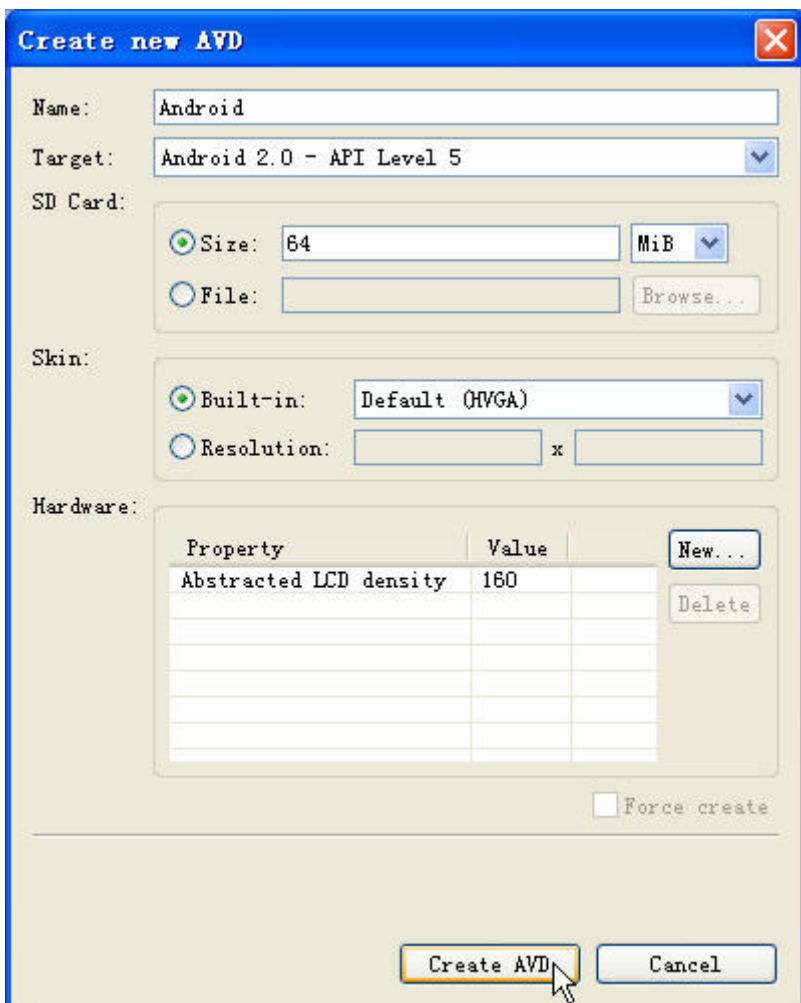 Create new AVD
Name: Android
Target: Android 2.0 - API Level 5
SD Card:
Size: 64 MiB
File: Browse...
Skin:
Built-in: Default (HVGA)
Resolution: x
Hardware:
Property Value New...
Abstracted LCD density 160
Delete
Force create
Create AVD Cancel